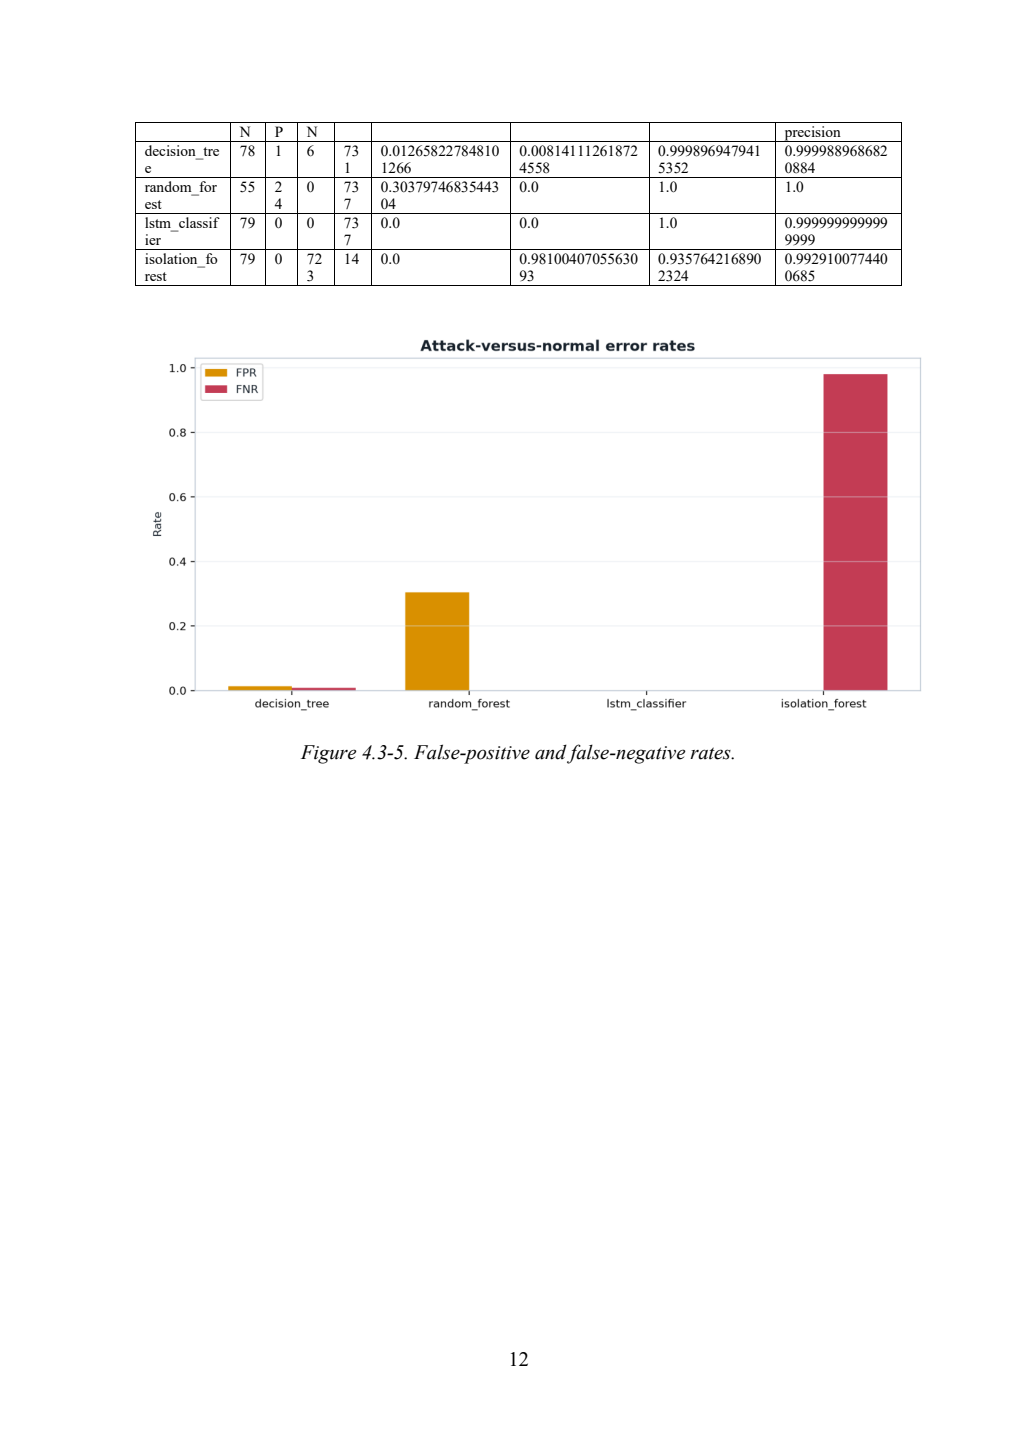 N P N precision
decision_tre 78 1 6 73 0.01265822784810 0.00814111261872 0.999896947941 0.999988968682
e 1 1266 4558 5352 0884
random_for 55 2 0 73 0.30379746835443 0.0 1.0 1.0
est 4 7 04
lstm_classif 79 0 0 73 0.0 0.0 1.0 0.999999999999
ier 7 9999
isolation_fo 79 0 72 14 0.0 0.98100407055630 0.935764216890 0.992910077440
rest 3 93 2324 0685
Attack-versus-normal error rates
1.0
FPR
FNR
0.8
0.6
Rate
0.4
0.2
0.0
decision_tree random_forest lstm_classifier isolation_forest
Figure 4.3-5. False-positive and false-negative rates.
12